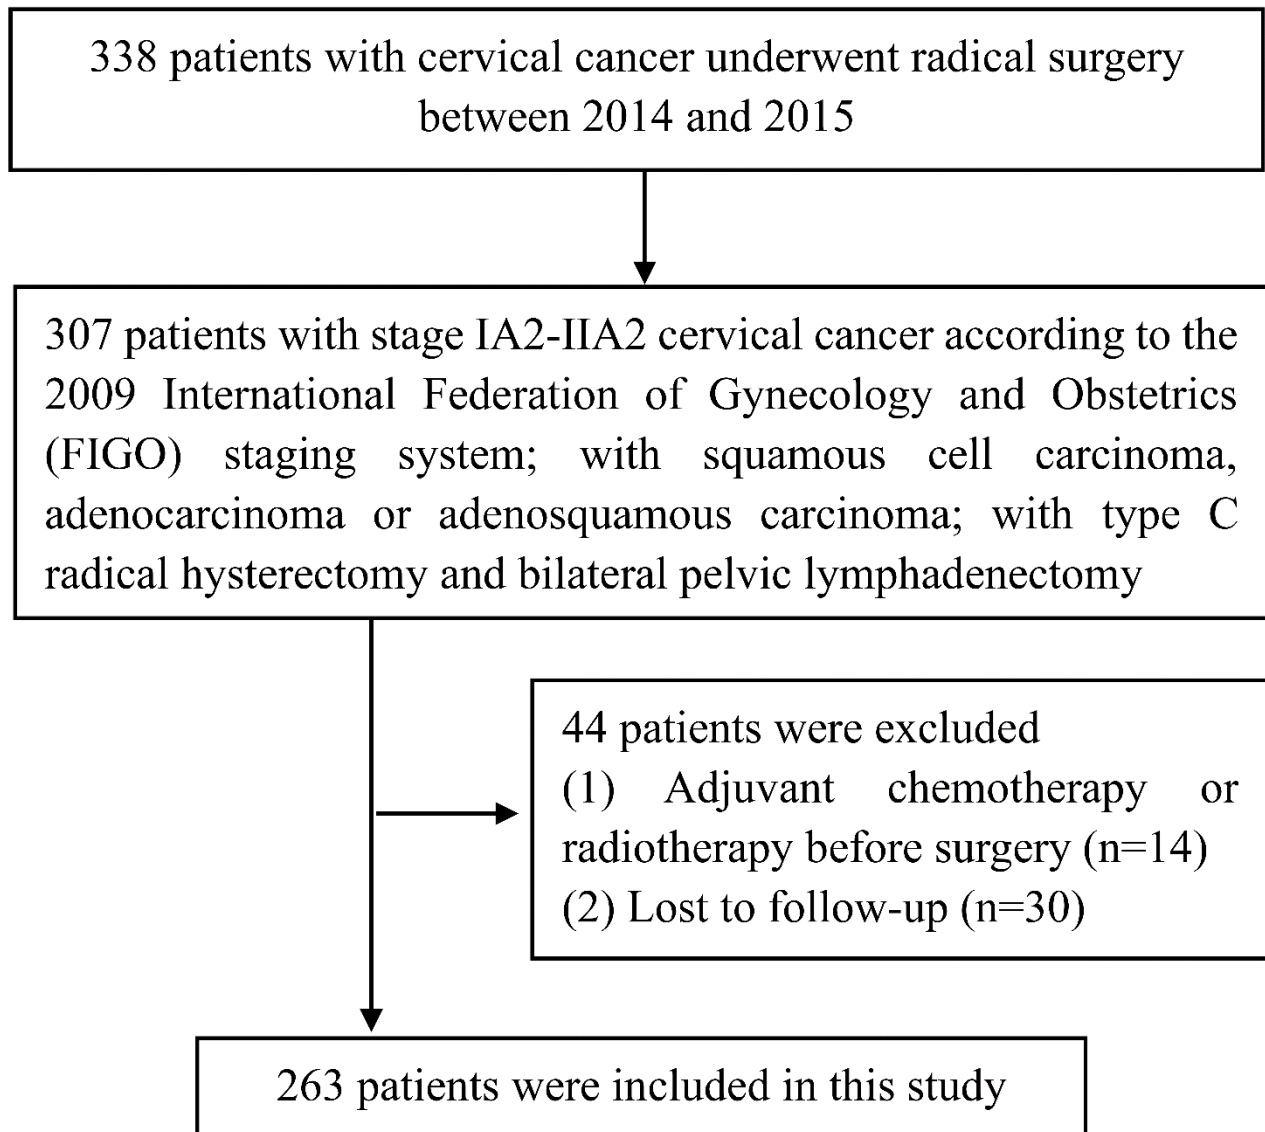 338 patients with cervical cancer underwent radical surgery
between 2014 and 2015
307 patients with stage IA2-IIA2 cervical cancer according to the
2009 International Federation of Gynecology and Obstetrics
(FIGO) staging system; with squamous cell carcinoma,
adenocarcinoma or adenosquamous carcinoma; with type C
radical hysterectomy and bilateral pelvic lymphadenectomy
44 patients were excluded
(1) Adjuvant chemotherapy or
radiotherapy before surgery (n=14)
(2) Lost to follow-up (n=30)
263 patients were included in this study